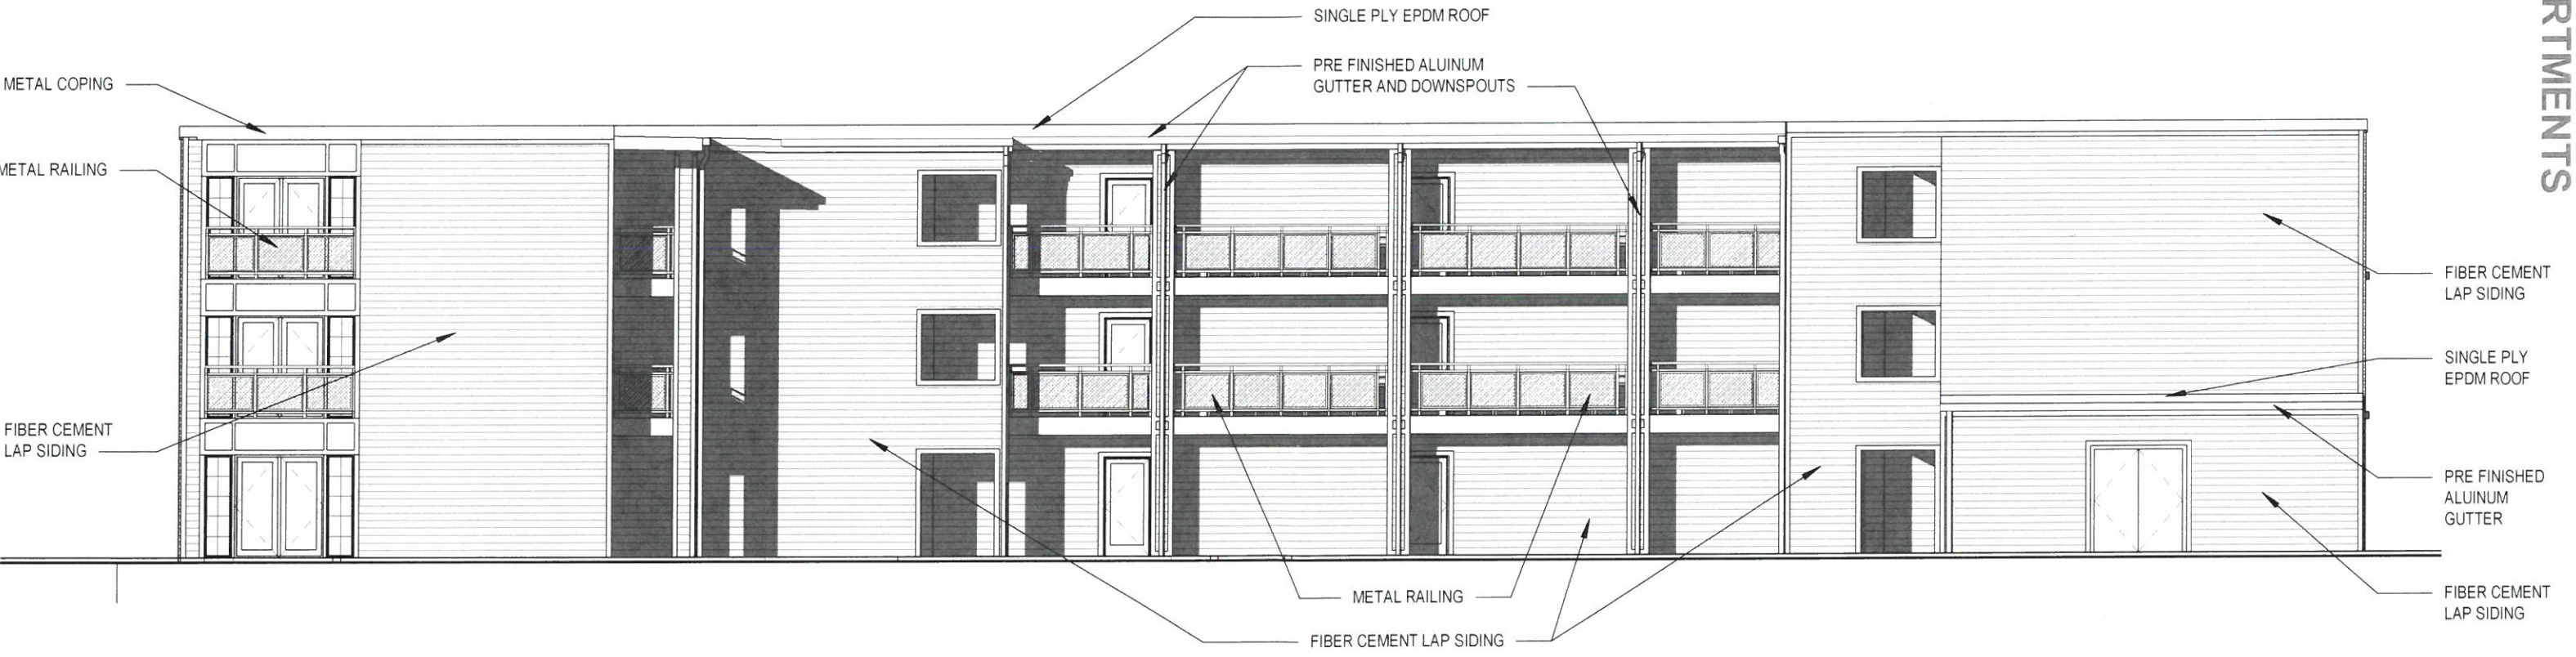 SINGLE PLY EPDM ROOF
PRE FINISHED ALUINUM
GUTTER AND DOWNSPOUTS
METAL COPING
METAL RAILING
FIBER CEMENT
LAP SIDING
FIBER CEMENT
LAP SIDING
SINGLE PLY
EPDM ROOF
PRE FINISHED
ALUINUM
GUTTER
FIBER CEMENT
LAP SIDING
METAL RAILING
FIBER CEMENT LAP SIDING
RTMENTS